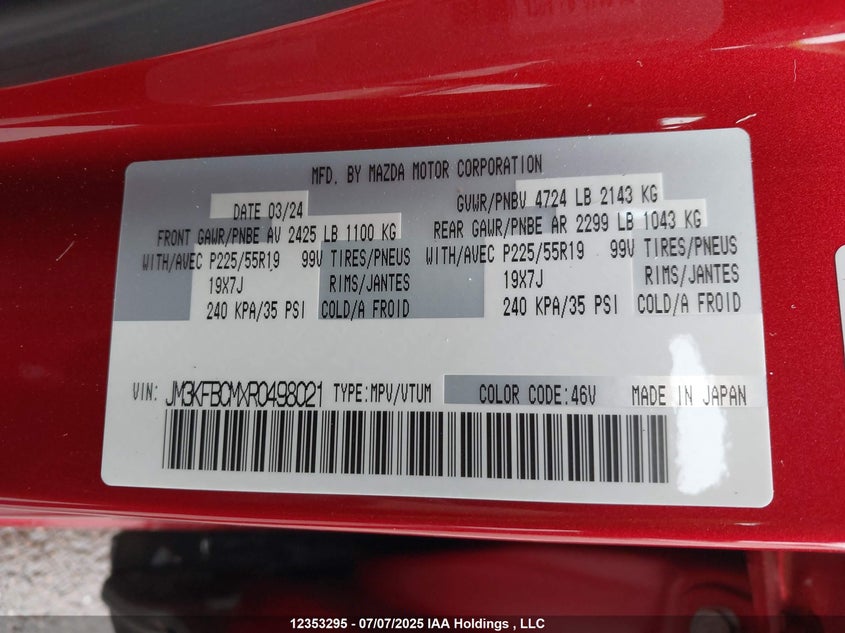 MFD. BY MAZDA MOTOR CORPORATION
DATE 03/24 GVWR/PNBV 4724 LB 2143 KG
FRONT GAWR/PNBE AV 2425 LB 1100 KG REAR GAWR/PNBE AR 2299 LB 1043 KG
WITH/AVEC P225/55R19 99V TIRES/PNEUS WITH/AVEC P225/55R19 99V TIRES/PNEUS
19X7J RIMS/JANTES 19X7J RIMS/JANTES
240 KPA/35 PSI COLD/A FROID 240 KPA/35 PSI COLD/A FROID
VIN: JM3KFBCMXR0498021 TYPE:MPV/VTUM COLOR CODE:46V MADE IN JAPAN
12353295 - 07/07/2025 IAA Holdings , LLC